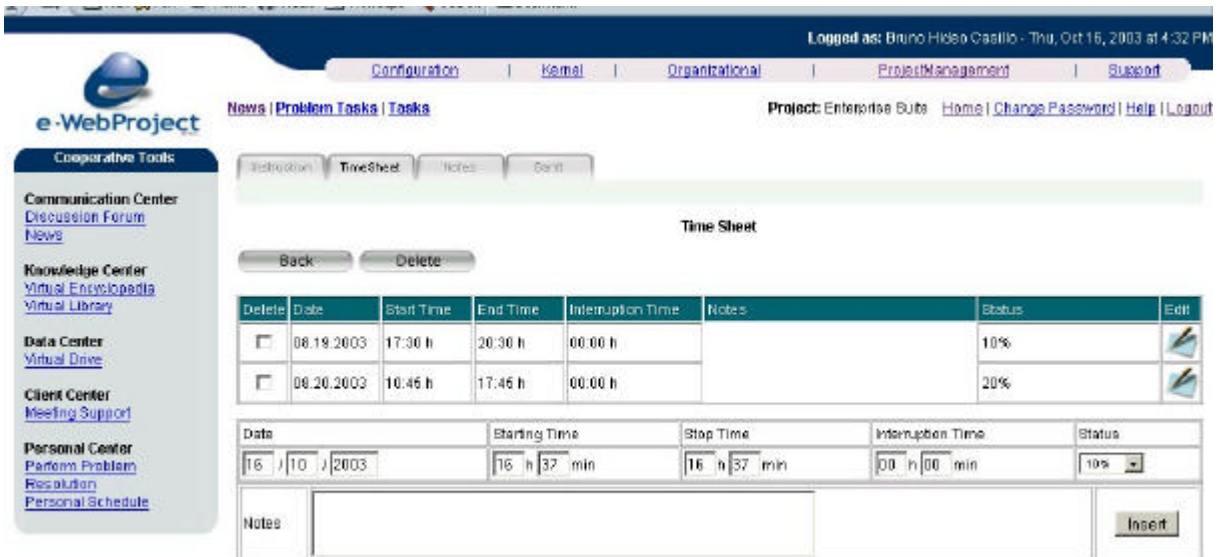 Logged as: Bruno Hideo Casillo - Thu, Oct 16, 2003 at 4:32 PM
Configuration | Kernel | Organizational | ProjectManagement | Support
e-WebProject
News | Problem Tasks | Tasks
Project: Enterprise Suite Home | Change Password | Help | Logout
Cooperative Tools
Communication Center
Discussion Forum
News
Knowledge Center
Virtual Encyclopedia
Virtual Library
Data Center
Virtual Drive
Client Center
Meeting Support
Personal Center
Perform Problem
Resolution
Personal Schedule
Instruction TimeSheet Notes Gantt
Time Sheet
Back Delete
Delete Date Start Time End Time Interruption Time Notes Status Edit
08.19.2003 17:30 h 20:30 h 00:00 h 10%
08.20.2003 10:45 h 17:45 h 00:00 h 20%
Date Starting Time Stop Time Interruption Time Status
16 / 10 / 2003 16 h 37 min 16 h 37 min 00 h 00 min 10%
Notes
Insert